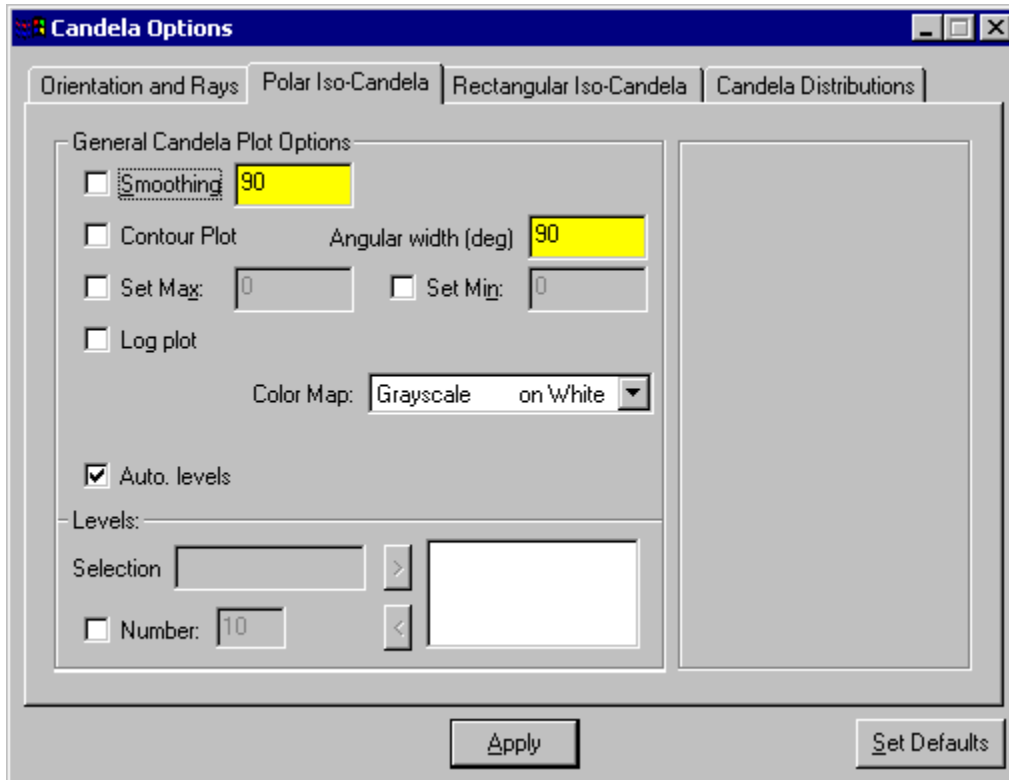 Candela Options
Orientation and Rays Polar Iso-Candela Rectangular Iso-Candela Candela Distributions
General Candela Plot Options
Smoothing 90
Contour Plot Angular width (deg) 90
Set Max: 0 Set Min: 0
Log plot
Color Map: Grayscale on White
Auto. levels
Levels:
Selection >
Number: 10 <
Apply Set Defaults